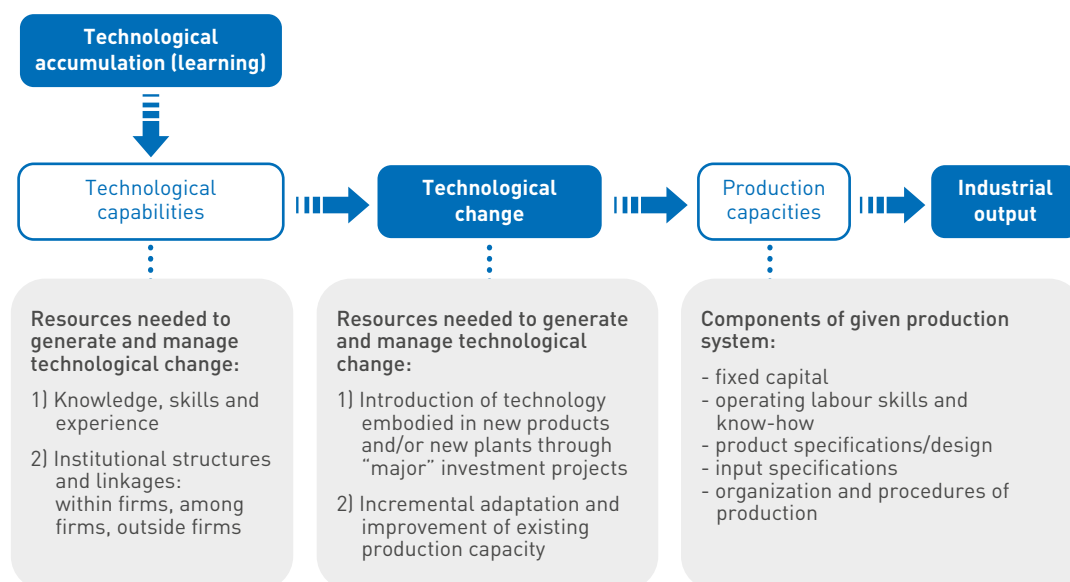 Technological
accumulation (learning)
Technological
capabilities
Technological
change
Production
capacities
Industrial
output
Resources needed to
generate and manage
technological change:
1) Knowledge, skills and
experience
2) Institutional structures
and linkages:
within firms, among
firms, outside firms
Resources needed to generate
and manage technological
change:
1) Introduction of technology
embodied in new products
and/or new plants through
“major” investment projects
2) Incremental adaptation and
improvement of existing
production capacity
Components of given production
system:
- fixed capital
- operating labour skills and
know-how
- product specifications/design
- input specifications
- organization and procedures of
production